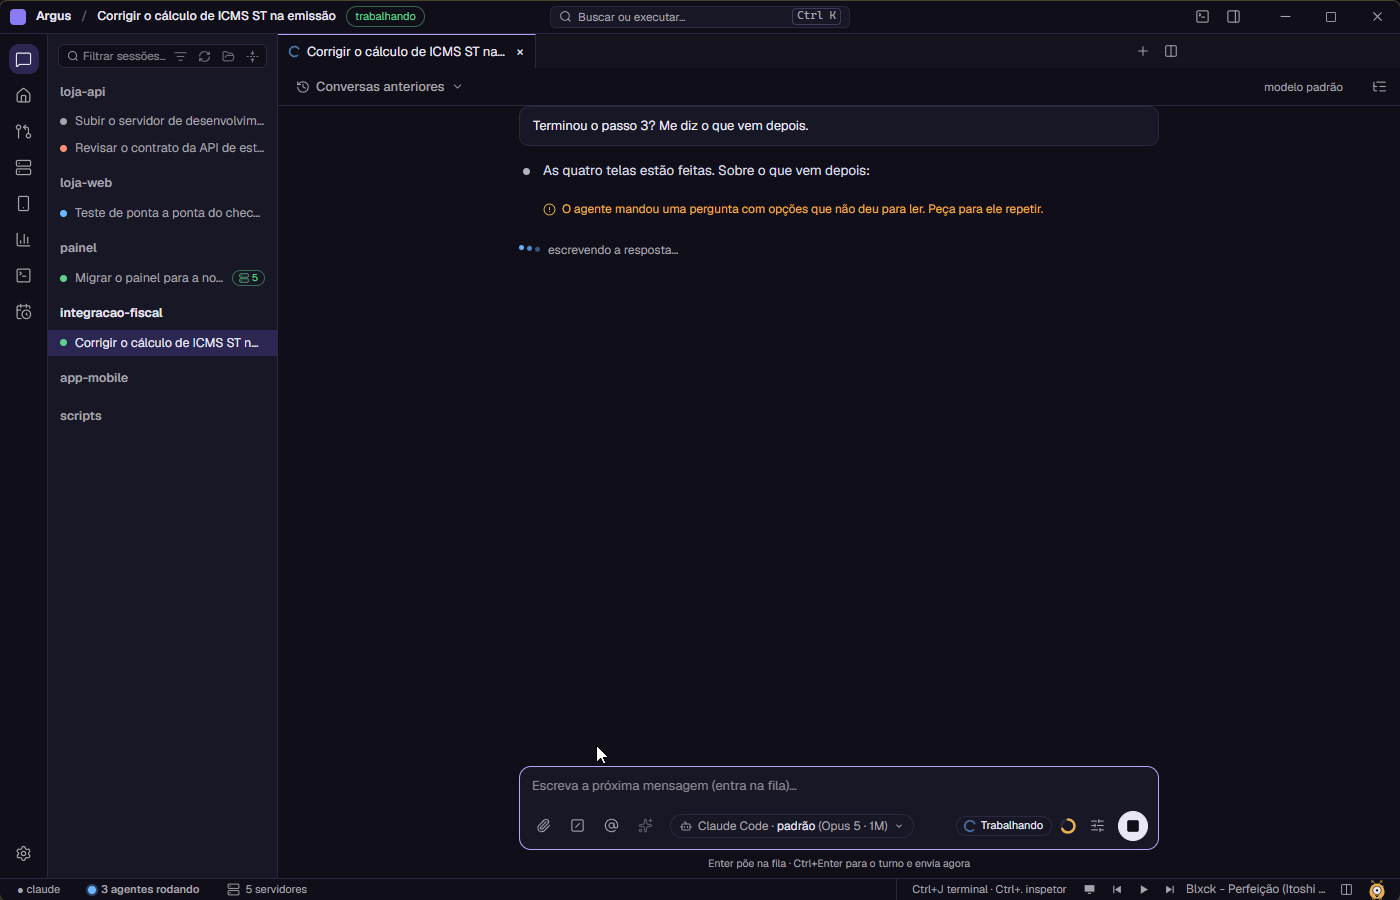 Argus / Corrigir o cálculo de ICMS ST na emissão trabalhando
Buscar ou executar... Ctrl K
Filtrar sessões...
Corrigir o cálculo de ICMS ST na... ×
Conversas anteriores
modelo padrão
loja-api
Subir o servidor de desenvolvim...
Revisar o contrato da API de est...
loja-web
Teste de ponta a ponta do chec...
painel
Migrar o painel para a no... 5
integracao-fiscal
Corrigir o cálculo de ICMS ST n...
app-mobile
scripts
Terminou o passo 3? Me diz o que vem depois.
As quatro telas estão feitas. Sobre o que vem depois:
O agente mandou uma pergunta com opções que não deu para ler. Peça para ele repetir.
escrevendo a resposta...
Escreva a próxima mensagem (entra na fila)...
Claude Code · padrão (Opus 5 · 1M)
Trabalhando
Enter põe na fila · Ctrl+Enter para o turno e envia agora
claude
3 agentes rodando
5 servidores
Ctrl+J terminal · Ctrl+. inspetor
Blxck - Perfeição (Itoshi ...